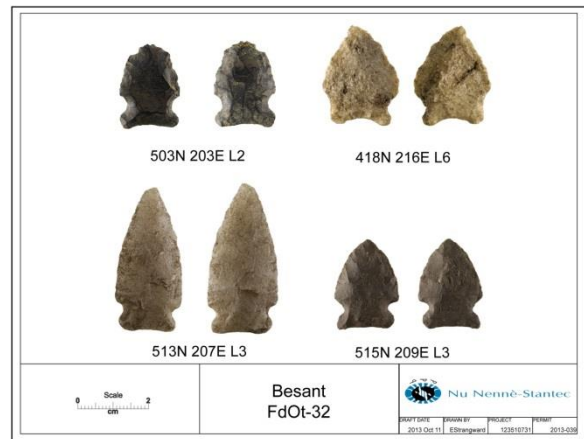 503N 203E L2
418N 216E L6
513N 207E L3
515N 209E L3
Scale
0 2
cm
Besant
FdOt-32
Nu Nennë-Stantec
DRAFT DATE DRAWN BY PROJECT PERMIT
2013 Oct 11 EStrangward 123510731 2013-039